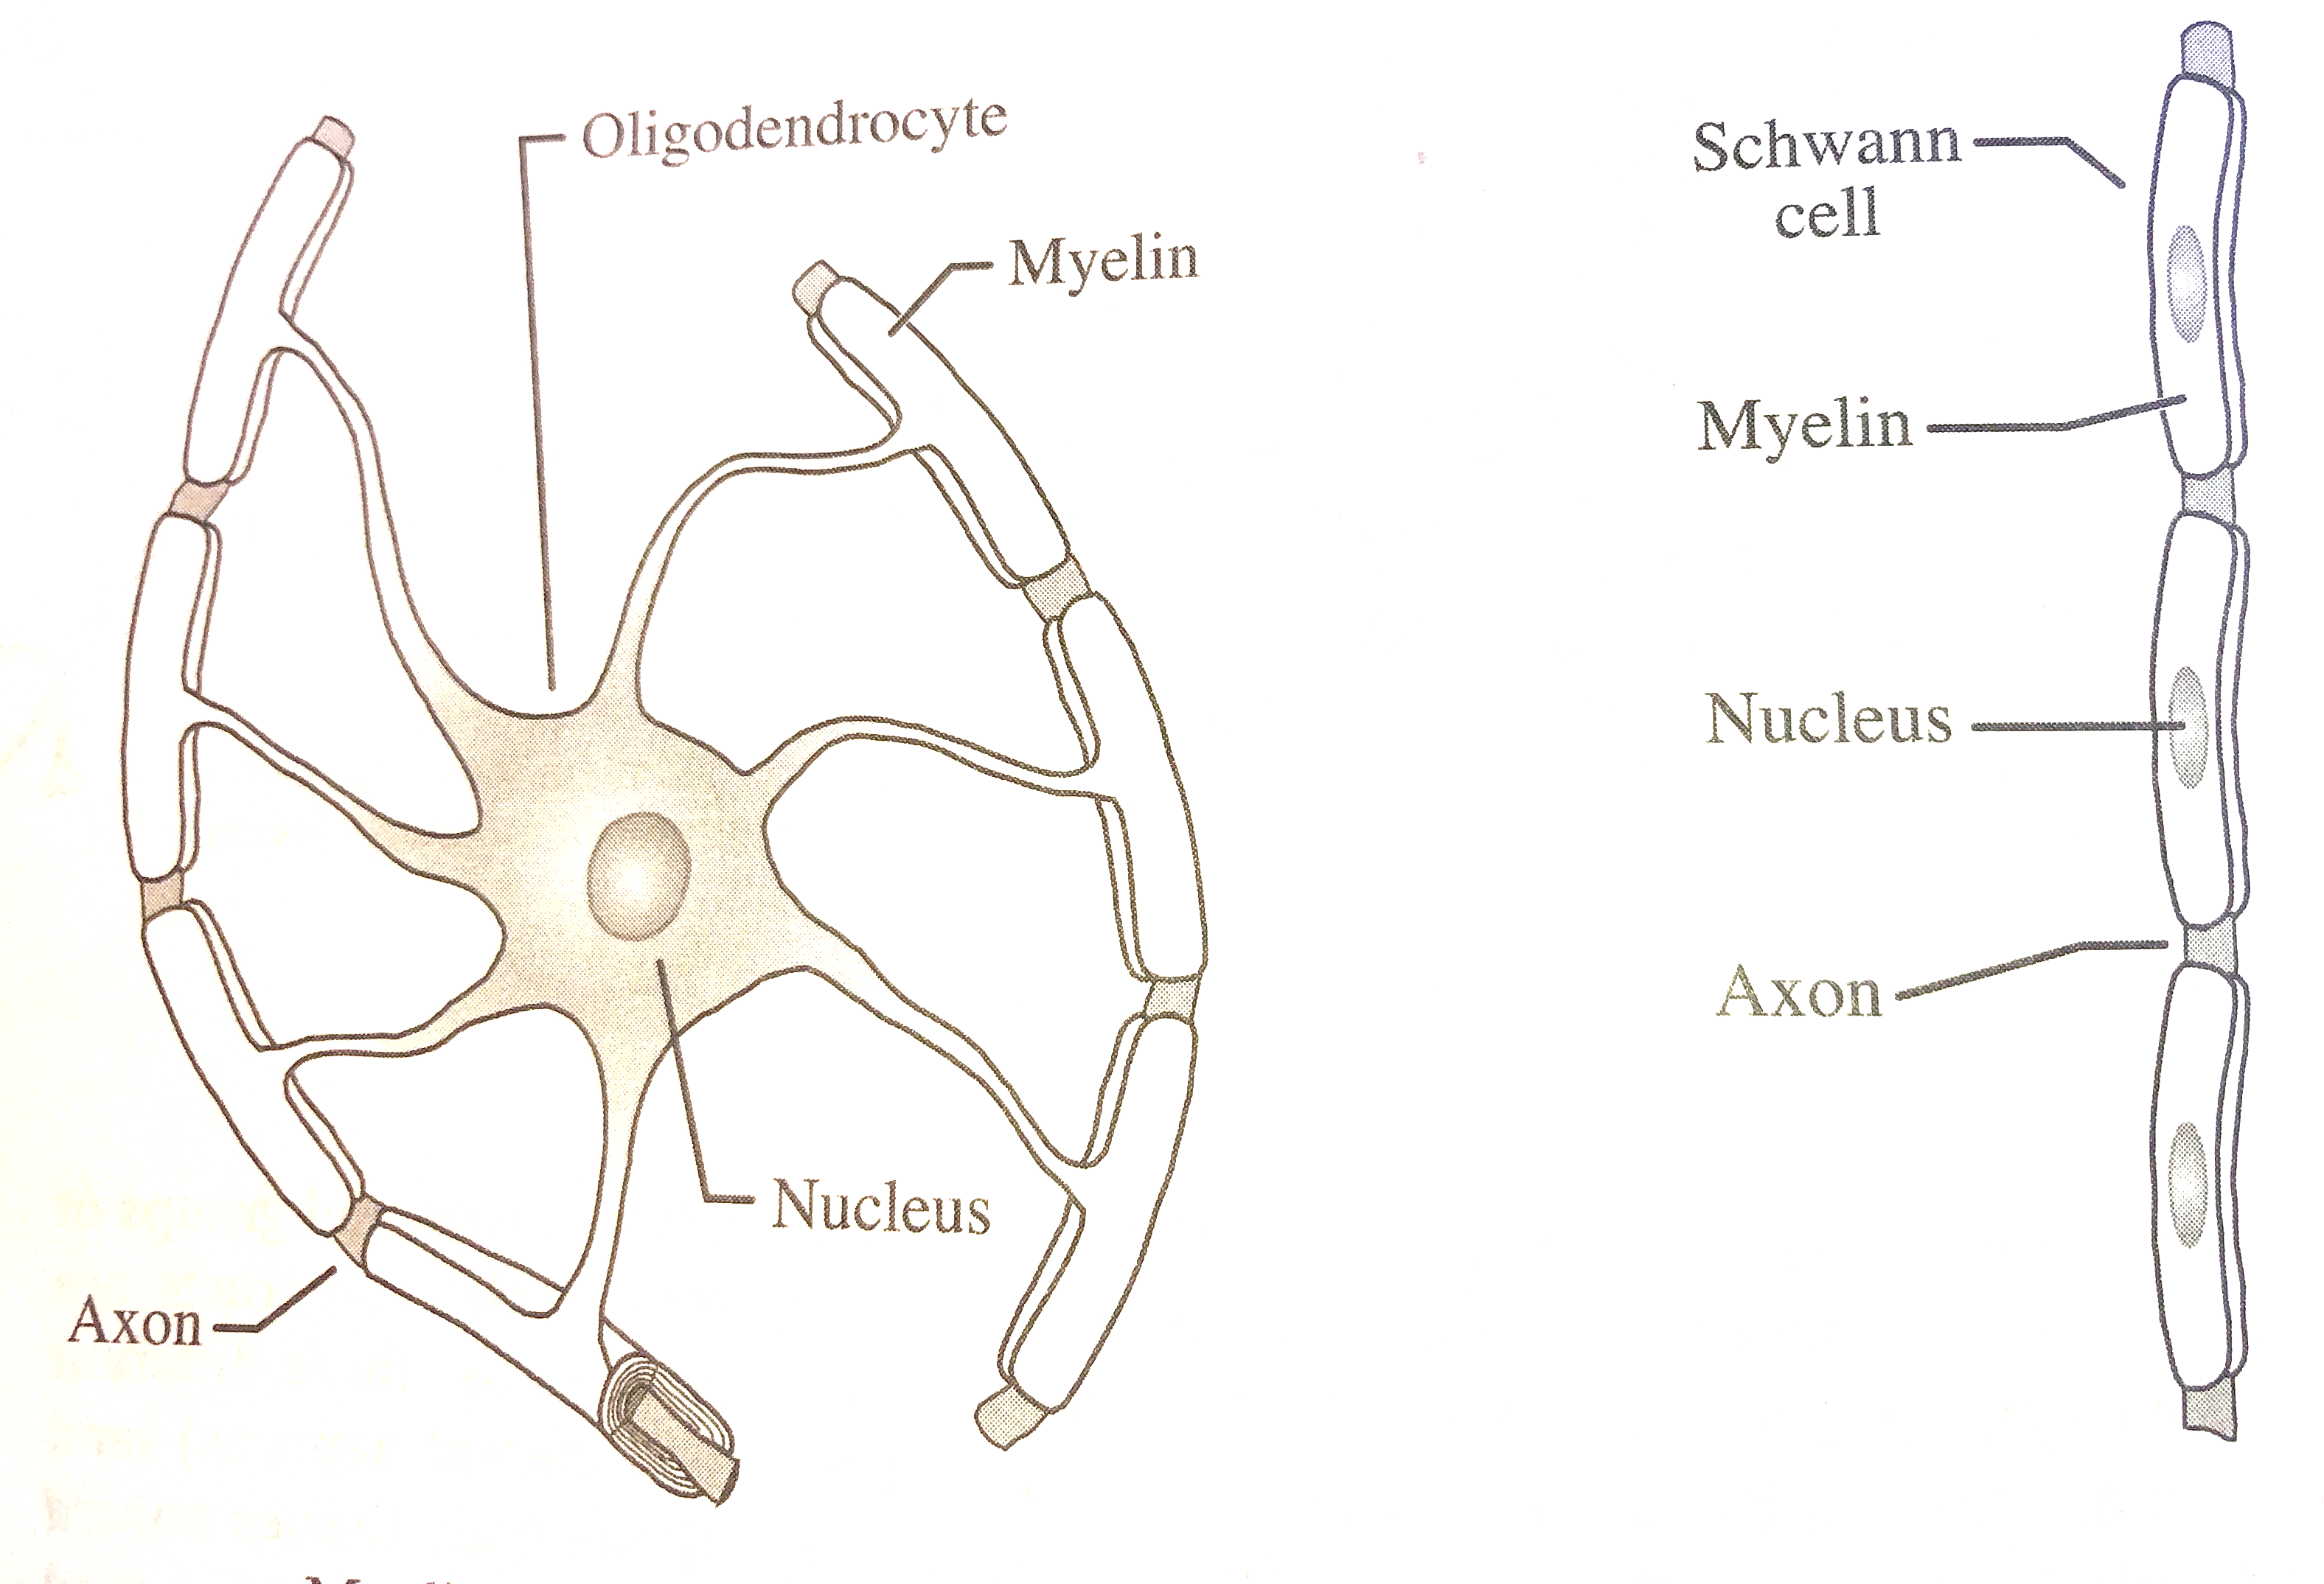 Oligodendrocyte
Myelin
Nucleus
Axon
Schwann
cell
Myelin
Nucleus
Axon